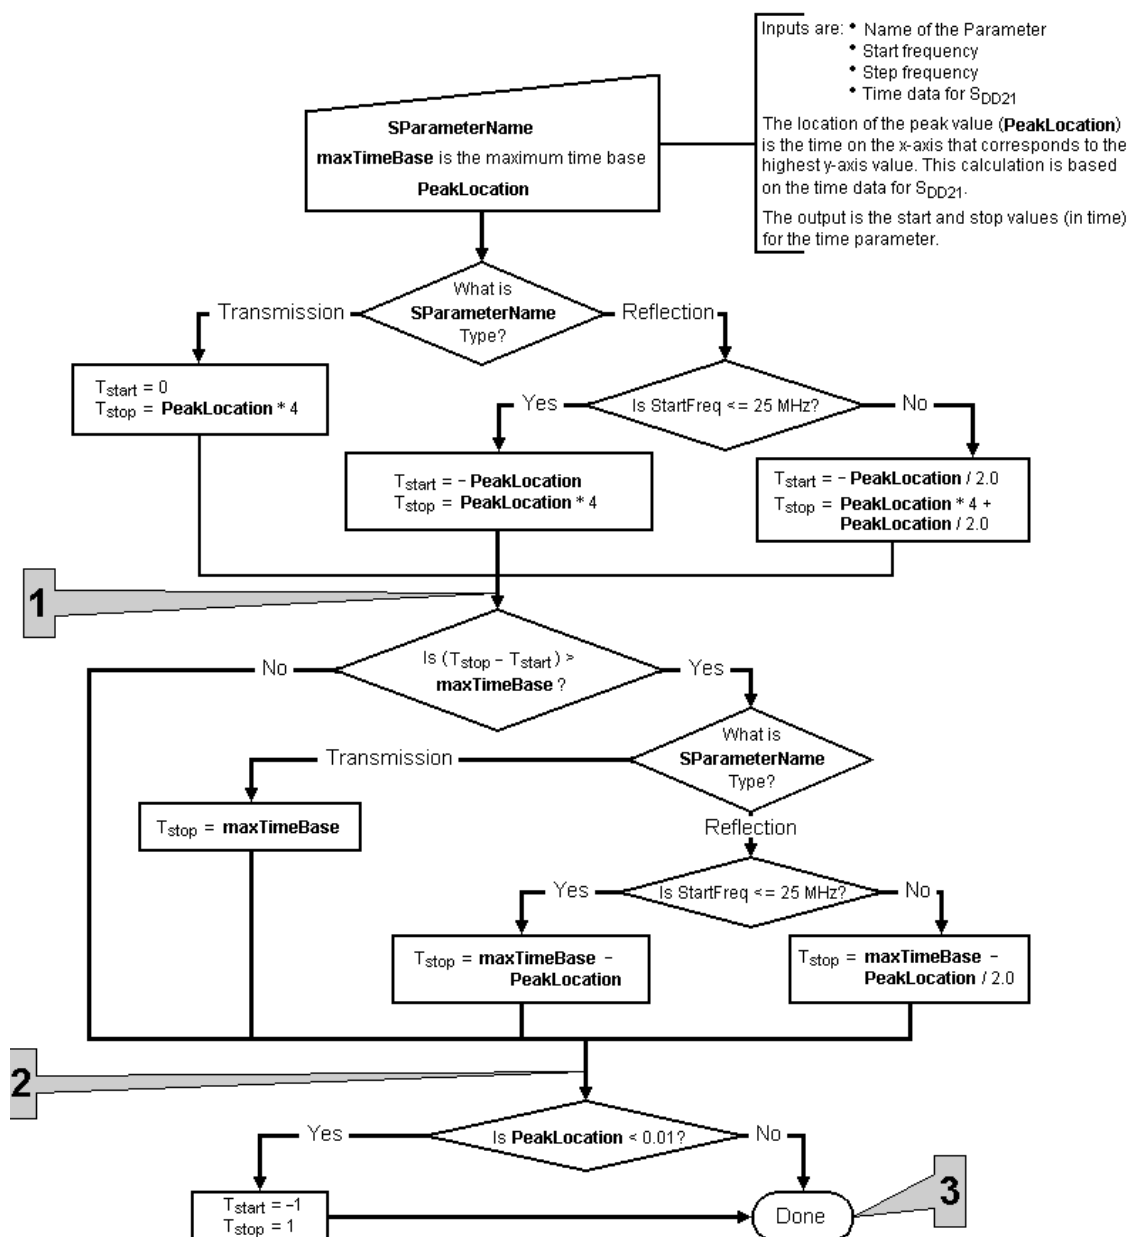 Inputs are: • Name of the Parameter
• Start frequency
• Step frequency
• Time data for SDD21
The location of the peak value (PeakLocation)
is the time on the x-axis that corresponds to the
highest y-axis value. This calculation is based
on the time data for SDD21.
The output is the start and stop values (in time)
for the time parameter.
SParameterName
maxTimeBase is the maximum time base
PeakLocation
What is
SParameterName
Type?
Transmission
Reflection
Tstart = 0
Tstop = PeakLocation * 4
Is StartFreq <= 25 MHz?
Yes
No
Tstart = – PeakLocation
Tstop = PeakLocation * 4
Tstart = – PeakLocation / 2.0
Tstop = PeakLocation * 4 +
PeakLocation / 2.0
1
Is (Tstop – Tstart) >
maxTimeBase ?
No
Yes
What is
SParameterName
Type?
Transmission
Reflection
Tstop = maxTimeBase
Is StartFreq <= 25 MHz?
Yes
No
Tstop = maxTimeBase –
PeakLocation
Tstop = maxTimeBase –
PeakLocation / 2.0
2
Is PeakLocation < 0.01?
Yes
No
Tstart = –1
Tstop = 1
Done
3